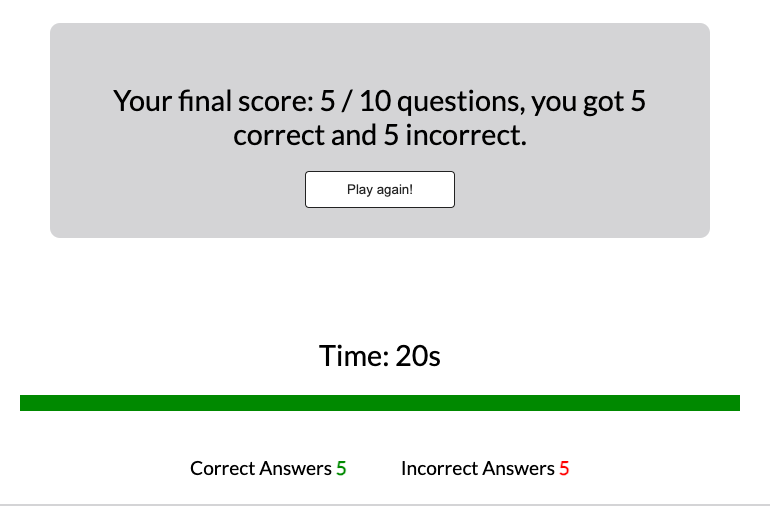 Your final score: 5 / 10 questions, you got 5
correct and 5 incorrect.
Play again!
Time: 20s
Correct Answers 5 Incorrect Answers 5